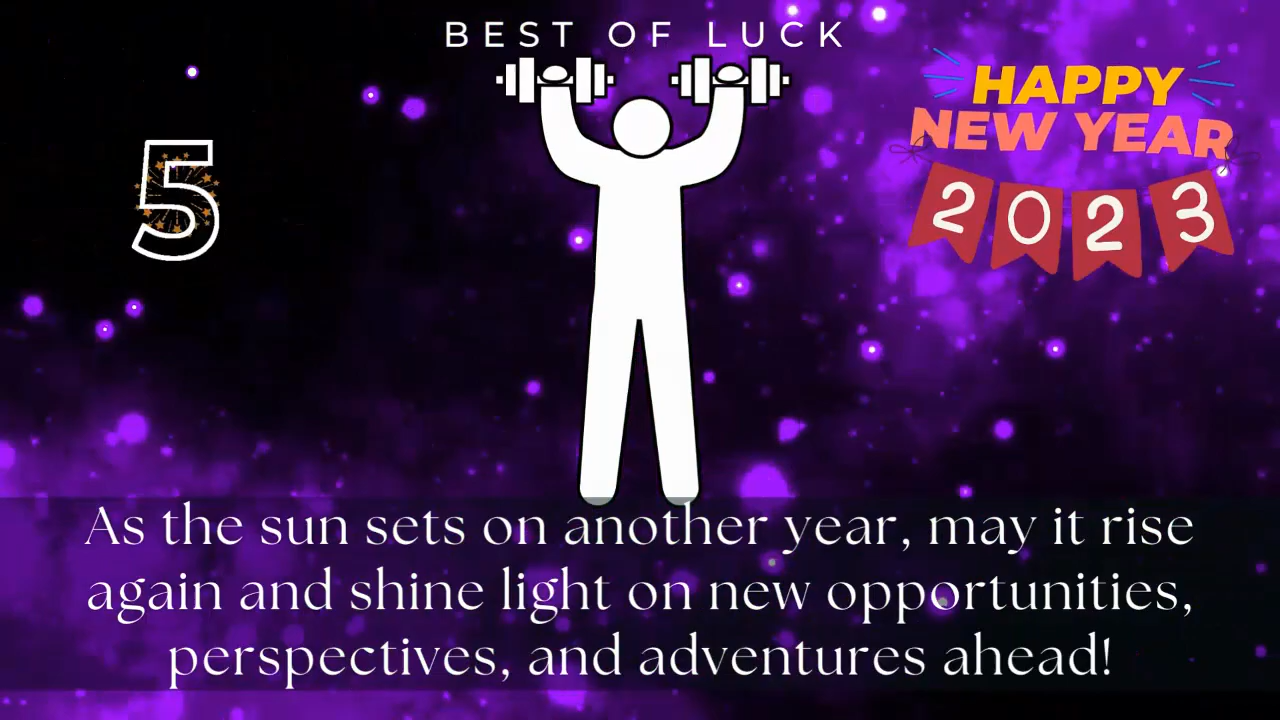 BEST OF LUCK
5
HAPPY
NEW YEAR
2023
As the sun sets on another year, may it rise
again and shine light on new opportunities,
perspectives, and adventures ahead!